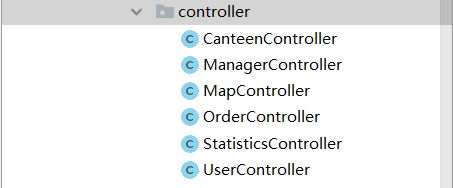 controller
C CanteenController
C ManagerController
C MapController
C OrderController
C StatisticsController
C UserController